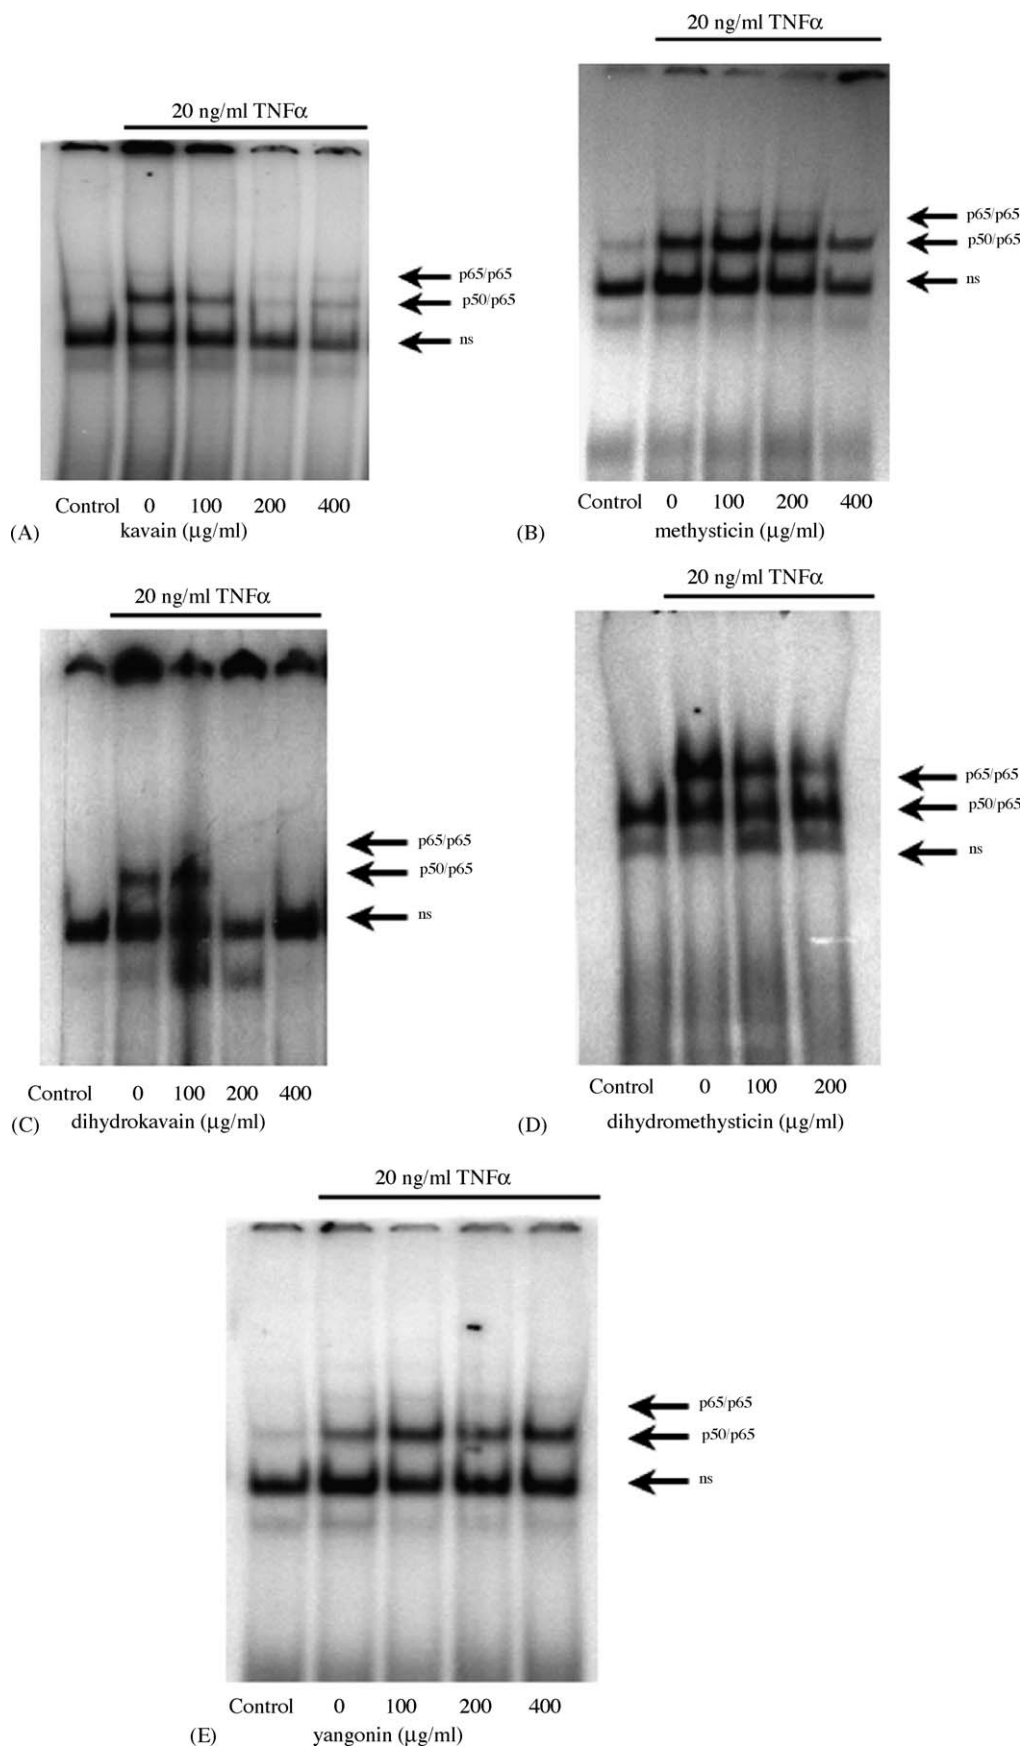 20 ng/ml TNFα
p65/p65
p50/p65
ns
Control 0 100 200 400
(A) kavain (μg/ml)
20 ng/ml TNFα
p65/p65
p50/p65
ns
Control 0 100 200 400
(B) methysticin (μg/ml)
20 ng/ml TNFα
p65/p65
p50/p65
ns
Control 0 100 200 400
(C) dihydrokavain (μg/ml)
20 ng/ml TNFα
p65/p65
p50/p65
ns
Control 0 100 200
(D) dihydromethysticin (μg/ml)
20 ng/ml TNFα
p65/p65
p50/p65
ns
Control 0 100 200 400
(E) yangonin (μg/ml)